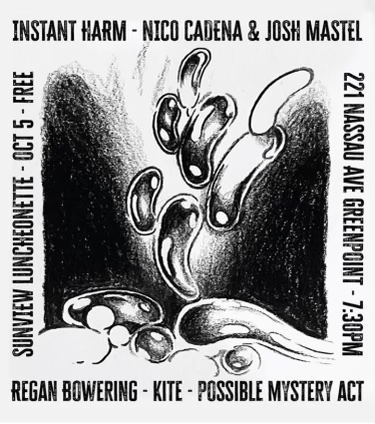 INSTANT HARM - NICO CADENA & JOSH MASTEL
SUNVIEW LUNCHEONETTE - OCT 5 - FREE
221 NASSAU AVE GREENPOINT - 7:30PM
REGAN BOWERING - KITE - POSSIBLE MYSTERY ACT